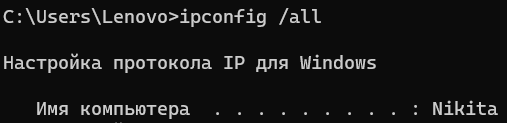 C:\Users\Lenovo>ipconfig /all
Настройка протокола IP для Windows
Имя компьютера . . . . . . . . . : Nikita